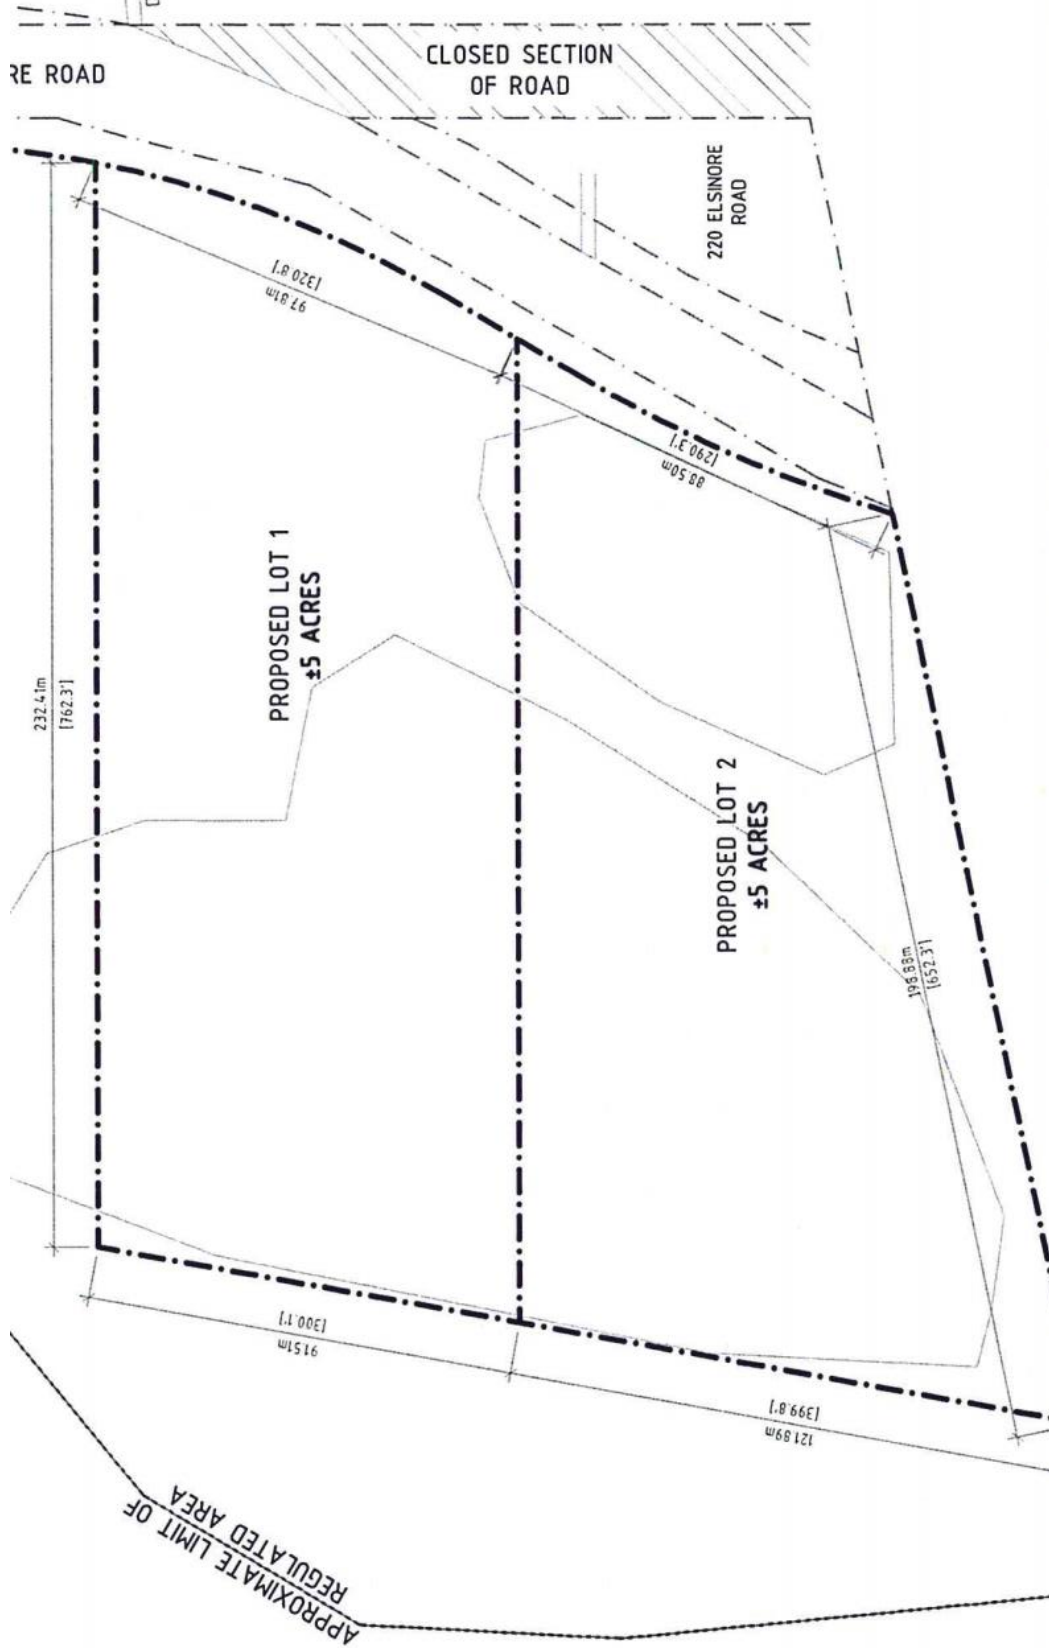 CLOSED SECTION
OF ROAD
RE ROAD
220 ELSINORE
ROAD
97.81m
[320.8']
88.50m
[290.3']
PROPOSED LOT 1
±5 ACRES
232.41m
[762.3']
PROPOSED LOT 2
±5 ACRES
198.88m
[652.3']
91.51m
[300.1']
121.89m
[399.8']
APPROXIMATE LIMIT OF
REGULATED AREA